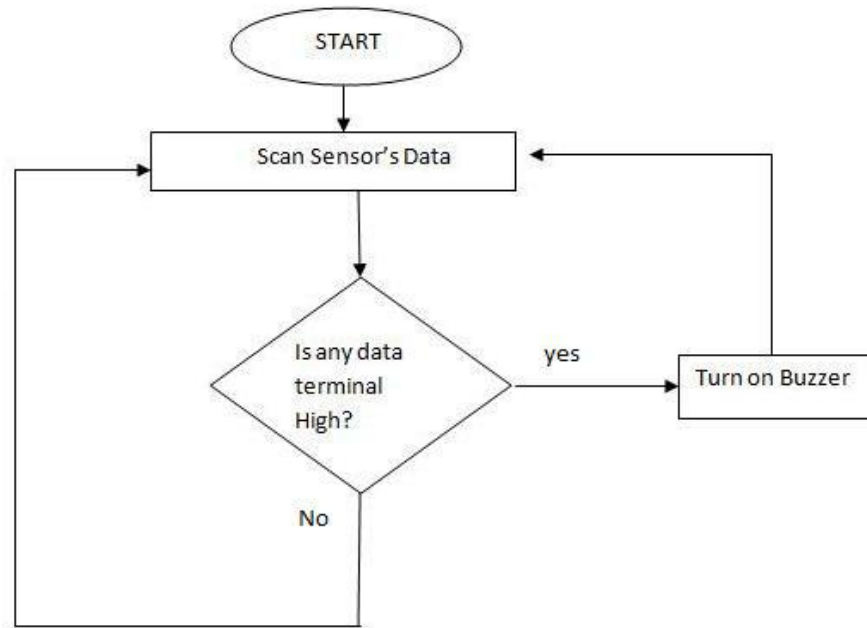 START
Scan Sensor’s Data
Is any data
terminal
High?
yes
Turn on Buzzer
No